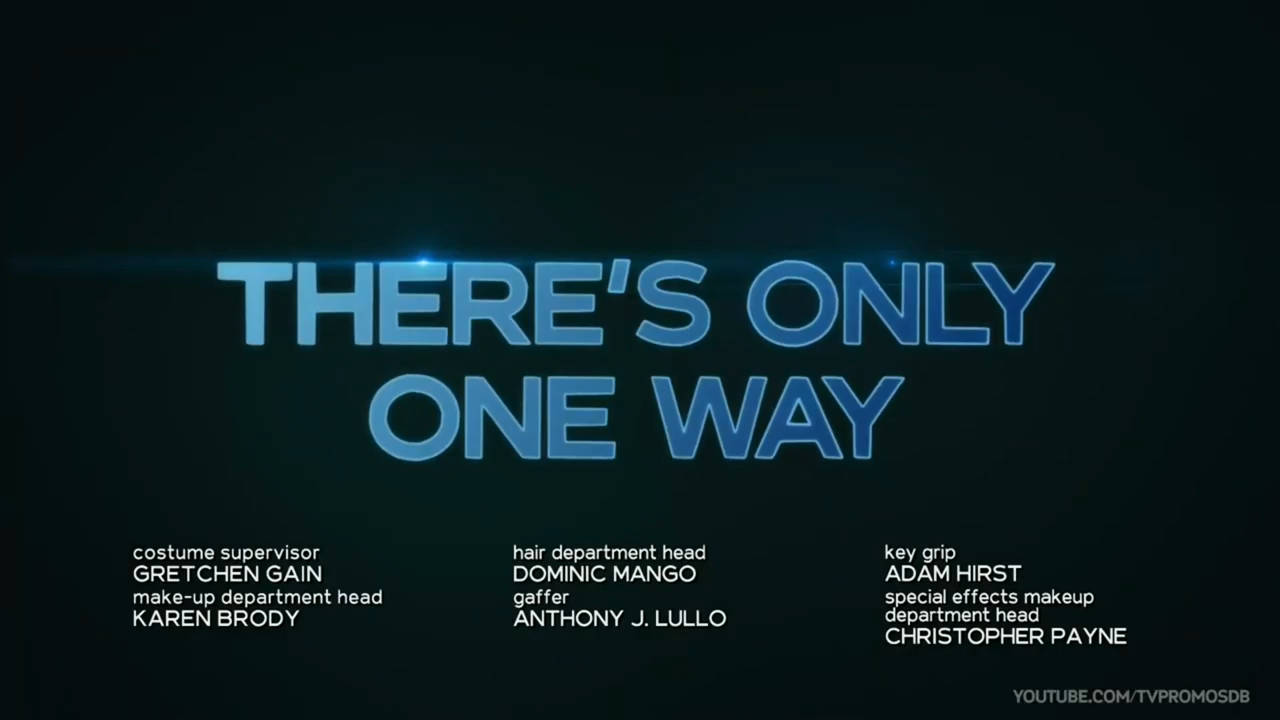 THERE'S ONLY
ONE WAY
costume supervisor
GRETCHEN GAIN
make-up department head
KAREN BRODY
hair department head
DOMINIC MANGO
gaffer
ANTHONY J. LULLO
key grip
ADAM HIRST
special effects makeup
department head
CHRISTOPHER PAYNE
YOUTUBE.COM/TVPROMOSDB